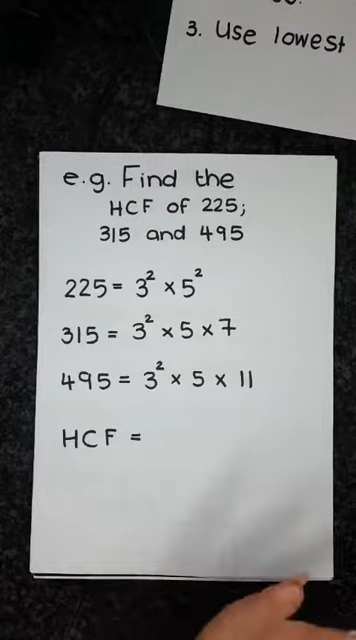 3. Use lowest
e.g. Find the
HCF of 225;
315 and 495
225 = 3² × 5²
315 = 3² × 5 × 7
495 = 3² × 5 × 11
HCF =